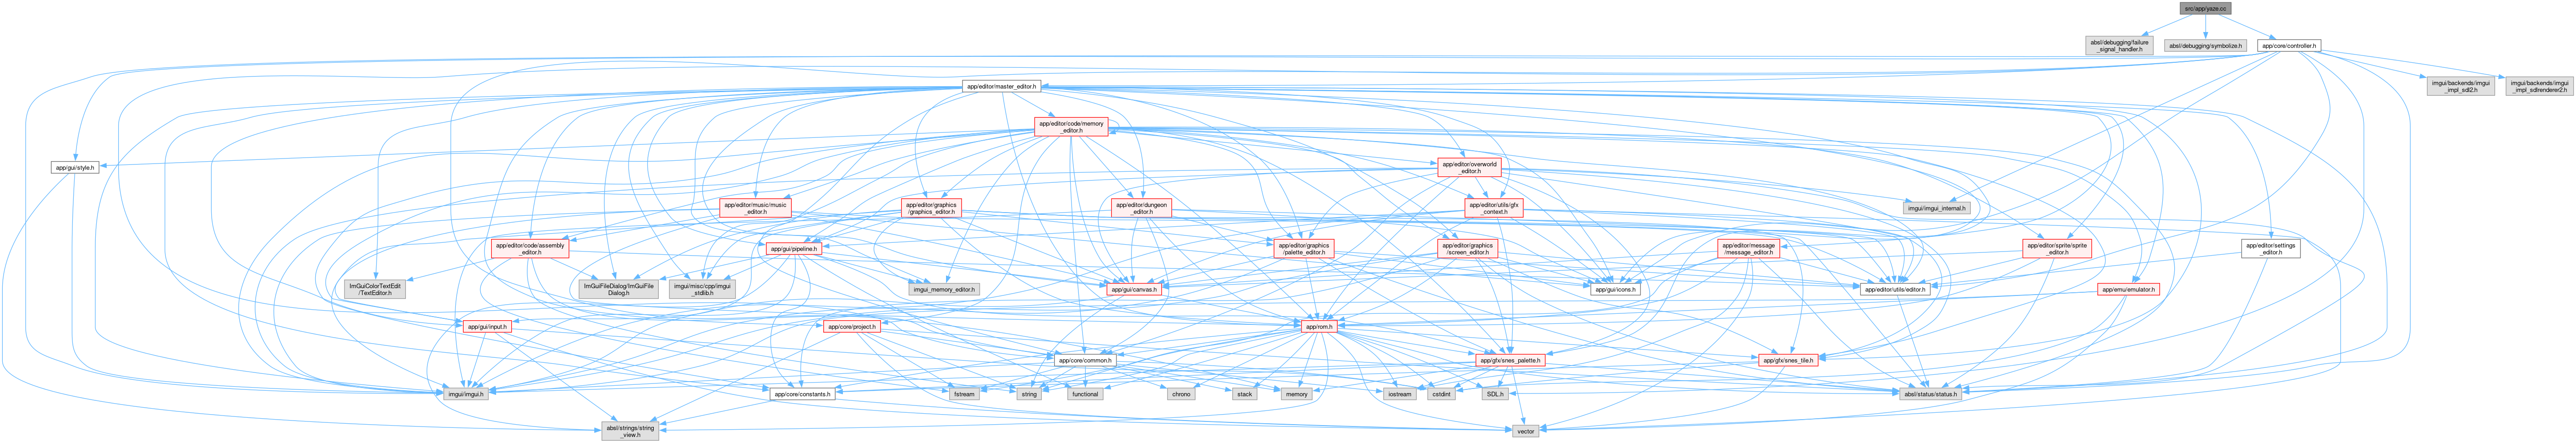 src/app/yaze.cc
absl/debugging/failure
_signal_handler.h
absl/debugging/symbolize.h
app/core/controller.h
imgui/backends/imgui
_impl_sdl2.h
imgui/backends/imgui
_impl_sdlrenderer2.h
app/editor/master_editor.h
app/editor/code/memory
_editor.h
app/gui/style.h
app/editor/overworld
_editor.h
app/editor/music/music
_editor.h
app/editor/graphics
/graphics_editor.h
app/editor/dungeon
_editor.h
app/editor/utils/gfx
_context.h
imgui/imgui_internal.h
app/editor/code/assembly
_editor.h
app/gui/pipeline.h
app/editor/graphics
/palette_editor.h
app/editor/graphics
/screen_editor.h
app/editor/message
/message_editor.h
app/editor/sprite/sprite
_editor.h
app/editor/settings
_editor.h
ImGuiColorTextEdit
/TextEditor.h
ImGuiFileDialog/ImGuiFile
Dialog.h
imgui/misc/cpp/imgui
_stdlib.h
imgui_memory_editor.h
app/gui/canvas.h
app/gui/icons.h
app/editor/utils/editor.h
app/emu/emulator.h
app/gui/input.h
app/core/project.h
app/rom.h
app/core/common.h
app/gfx/snes_palette.h
app/gfx/snes_tile.h
imgui/imgui.h
app/core/constants.h
fstream
string
functional
chrono
stack
memory
iostream
cstdint
SDL.h
absl/status/status.h
absl/strings/string
_view.h
vector